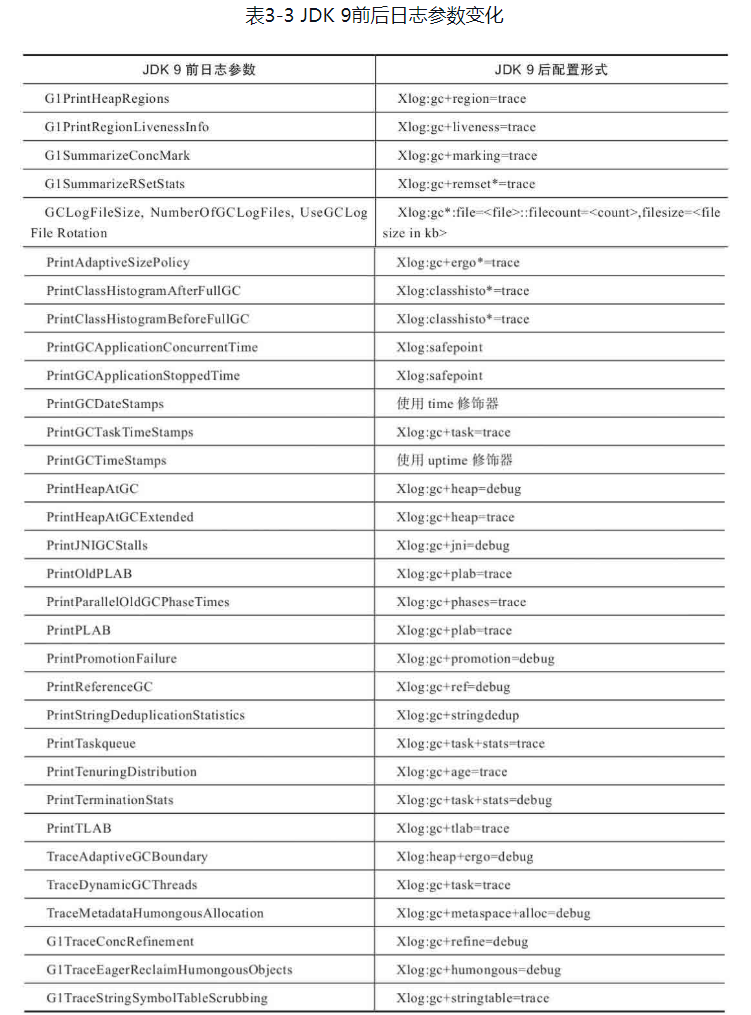 表3-3 JDK 9前后日志参数变化
JDK 9 前日志参数 JDK 9 后配置形式
G1PrintHeapRegions Xlog:gc+region=trace
G1PrintRegionLivenessInfo Xlog:gc+liveness=trace
G1SummarizeConcMark Xlog:gc+marking=trace
G1SummarizeRSetStats Xlog:gc+remset*=trace
GCLogFileSize, NumberOfGCLogFiles, UseGCLog Xlog:gc*:file=<file>::filecount=<count>,filesize=<file
File Rotation size in kb>
PrintAdaptiveSizePolicy Xlog:gc+ergo*=trace
PrintClassHistogramAfterFullGC Xlog:classhisto*=trace
PrintClassHistogramBeforeFullGC Xlog:classhisto*=trace
PrintGCApplicationConcurrentTime Xlog:safepoint
PrintGCApplicationStoppedTime Xlog:safepoint
PrintGCDateStamps 使用 time 修饰器
PrintGCTaskTimeStamps Xlog:gc+task=trace
PrintGCTimeStamps 使用 uptime 修饰器
PrintHeapAtGC Xlog:gc+heap=debug
PrintHeapAtGCExtended Xlog:gc+heap=trace
PrintJNIGCStalls Xlog:gc+jni=debug
PrintOldPLAB Xlog:gc+plab=trace
PrintParallelOldGCPhaseTimes Xlog:gc+phases=trace
PrintPLAB Xlog:gc+plab=trace
PrintPromotionFailure Xlog:gc+promotion=debug
PrintReferenceGC Xlog:gc+ref=debug
PrintStringDeduplicationStatistics Xlog:gc+stringdedup
PrintTaskqueue Xlog:gc+task+stats=trace
PrintTenuringDistribution Xlog:gc+age=trace
PrintTerminationStats Xlog:gc+task+stats=debug
PrintTLAB Xlog:gc+tlab=trace
TraceAdaptiveGCBoundary Xlog:heap+ergo=debug
TraceDynamicGCThreads Xlog:gc+task=trace
TraceMetadataHumongousAllocation Xlog:gc+metaspace+alloc=debug
G1TraceConcRefinement Xlog:gc+refine=debug
G1TraceEagerReclaimHumongousObjects Xlog:gc+humongous=debug
G1TraceStringSymbolTableScrubbing Xlog:gc+stringtable=trace